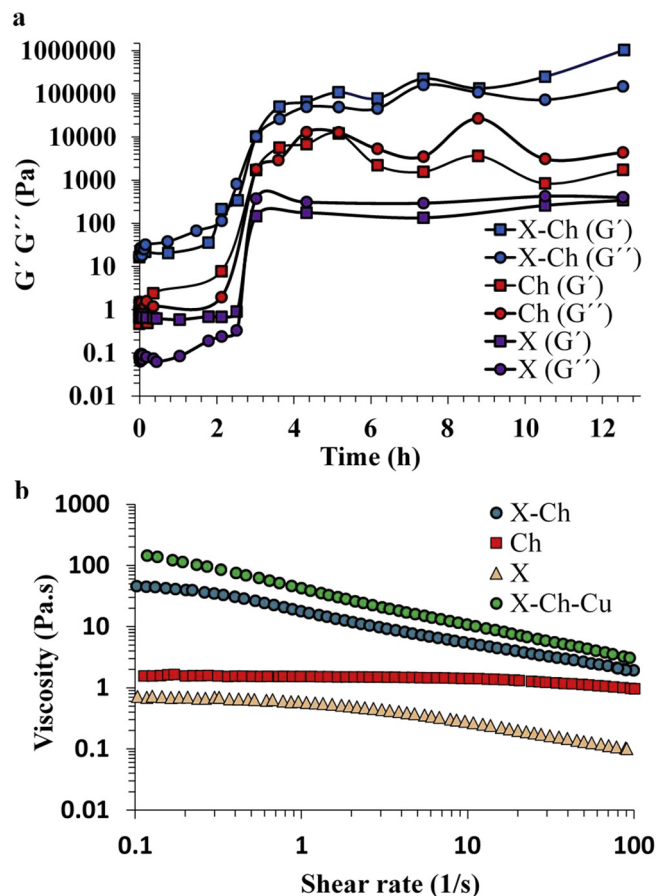 a
1000000
100000
10000
1000
100
10
1
0.1
0.01
G´ G´´ (Pa)
X-Ch (G´)
X-Ch (G´´)
Ch (G´)
Ch (G´´)
X (G´)
X (G´´)
0 2 4 6 8 10 12
Time (h)
b
1000
100
10
1
0.1
0.01
Viscosity (Pa.s)
X-Ch
Ch
X
X-Ch-Cu
0.1 1 10 100
Shear rate (1/s)